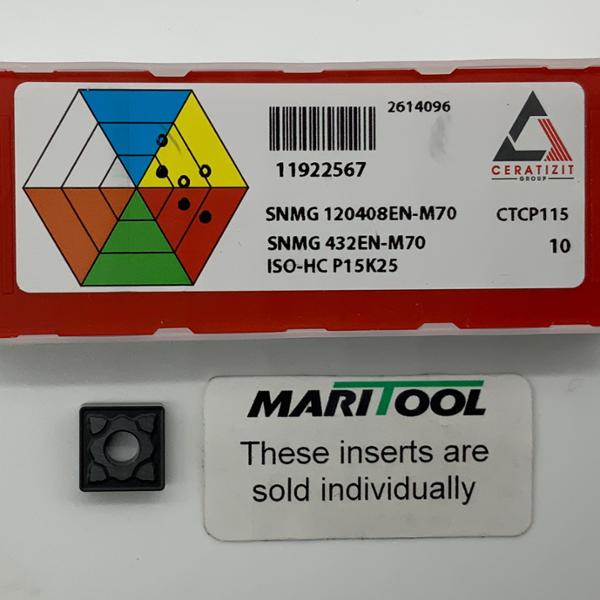 2614096
11922567
CERATIZIT
GROUP
SNMG 120408EN-M70 CTCP115
SNMG 432EN-M70 10
ISO-HC P15K25
MARITOOL
These inserts are
sold individually